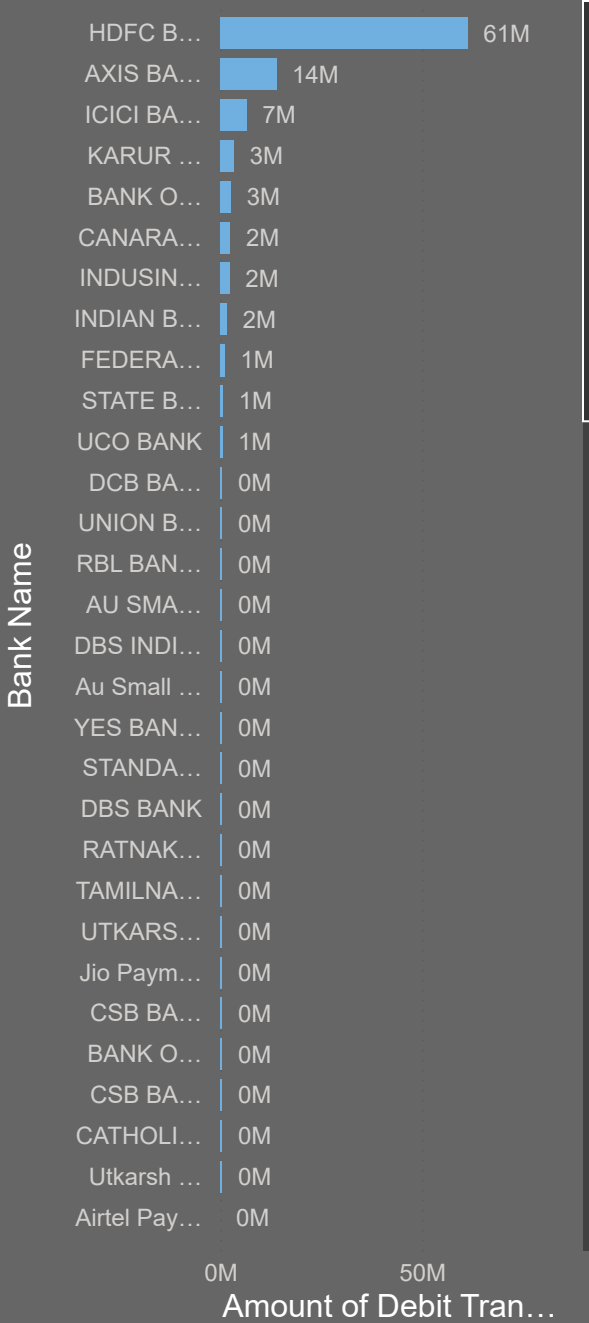 HDFC B… 61M
AXIS BA… 14M
ICICI BA… 7M
KARUR … 3M
BANK O… 3M
CANARA… 2M
INDUSIN… 2M
INDIAN B… 2M
FEDERA… 1M
STATE B… 1M
UCO BANK 1M
DCB BA… 0M
UNION B… 0M
RBL BAN… 0M
AU SMA… 0M
DBS INDI… 0M
Au Small … 0M
YES BAN… 0M
STANDA… 0M
DBS BANK 0M
RATNAK… 0M
TAMILNA… 0M
UTKARS… 0M
Jio Paym… 0M
CSB BA… 0M
BANK O… 0M
CSB BA… 0M
CATHOLI… 0M
Utkarsh … 0M
Airtel Pay… 0M
Bank Name
0M 50M
Amount of Debit Tran…